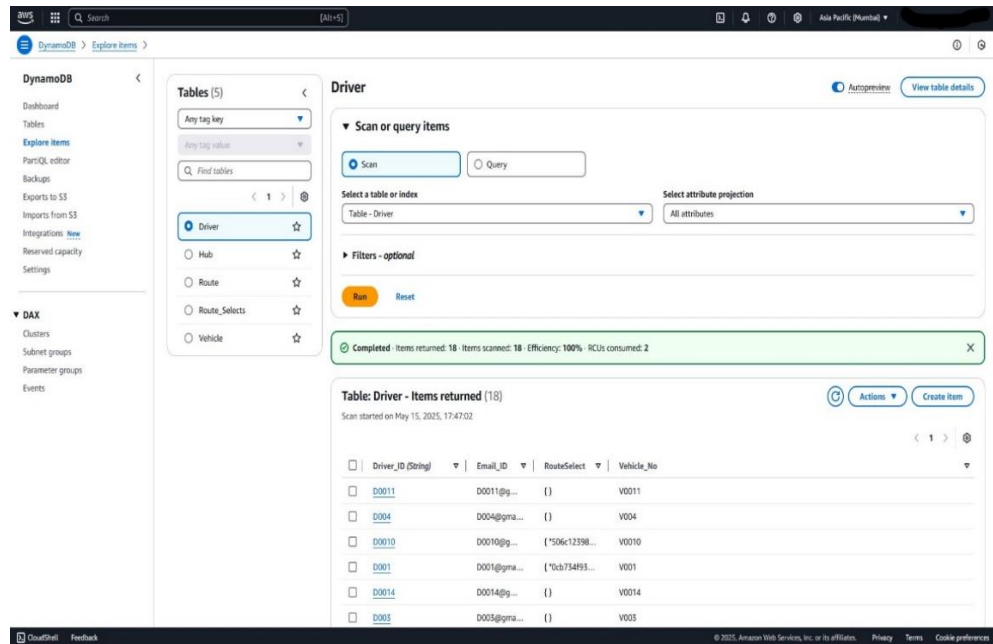 aws
Search
[Alt+S]
Asia Pacific (Mumbai)
DynamoDB > Explore items >
DynamoDB
Dashboard
Tables
Explore items
PartiQL editor
Backups
Exports to S3
Imports from S3
Integrations New
Reserved capacity
Settings
DAX
Clusters
Subnet groups
Parameter groups
Events
Tables (5)
Any tag key
Any tag value
Find tables
1
Driver
Hub
Route
Route_Selects
Vehicle
Driver
Autopreview
View table details
Scan or query items
Scan
Query
Select a table or index
Select attribute projection
Table - Driver
All attributes
Filters - optional
Run
Reset
Completed · Items returned: 18 · Items scanned: 18 · Efficiency: 100% · RCUs consumed: 2
Table: Driver - Items returned (18)
Actions
Create item
Scan started on May 15, 2025, 17:47:02
1
Driver_ID (String) Email_ID RouteSelect Vehicle_No
D0011 D0011@g... {} V0011
D004 D004@gma... {} V004
D0010 D0010@g... {"506c12398... V0010
D001 D001@gma... {"0cb734f93... V001
D0014 D0014@g... {} V0014
D003 D003@gma... {} V003
CloudShell Feedback
© 2025, Amazon Web Services, Inc. or its affiliates. Privacy Terms Cookie preferences